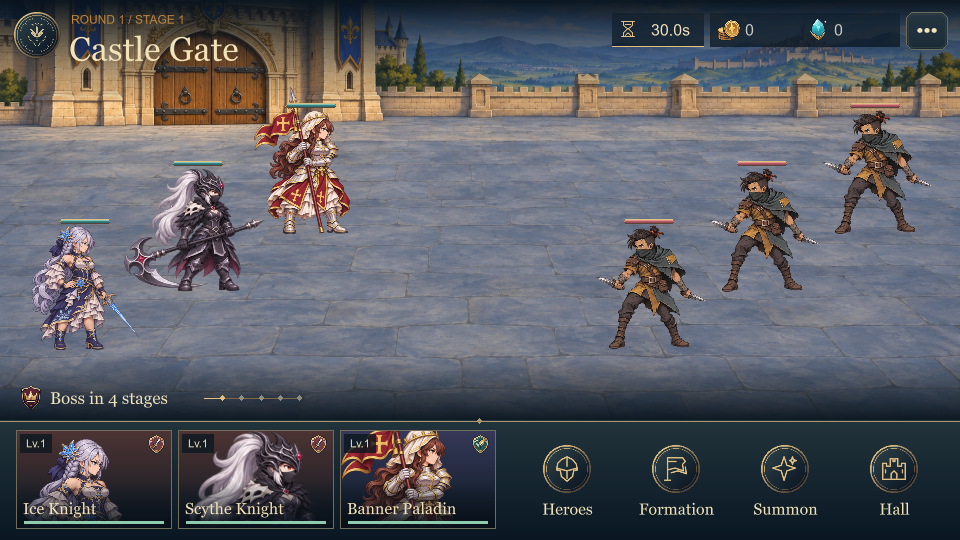 ROUND 1 / STAGE 1
Castle Gate
30.0s
0
0
Boss in 4 stages
Lv.1
Ice Knight
Lv.1
Scythe Knight
Lv.1
Banner Paladin
Heroes
Formation
Summon
Hall